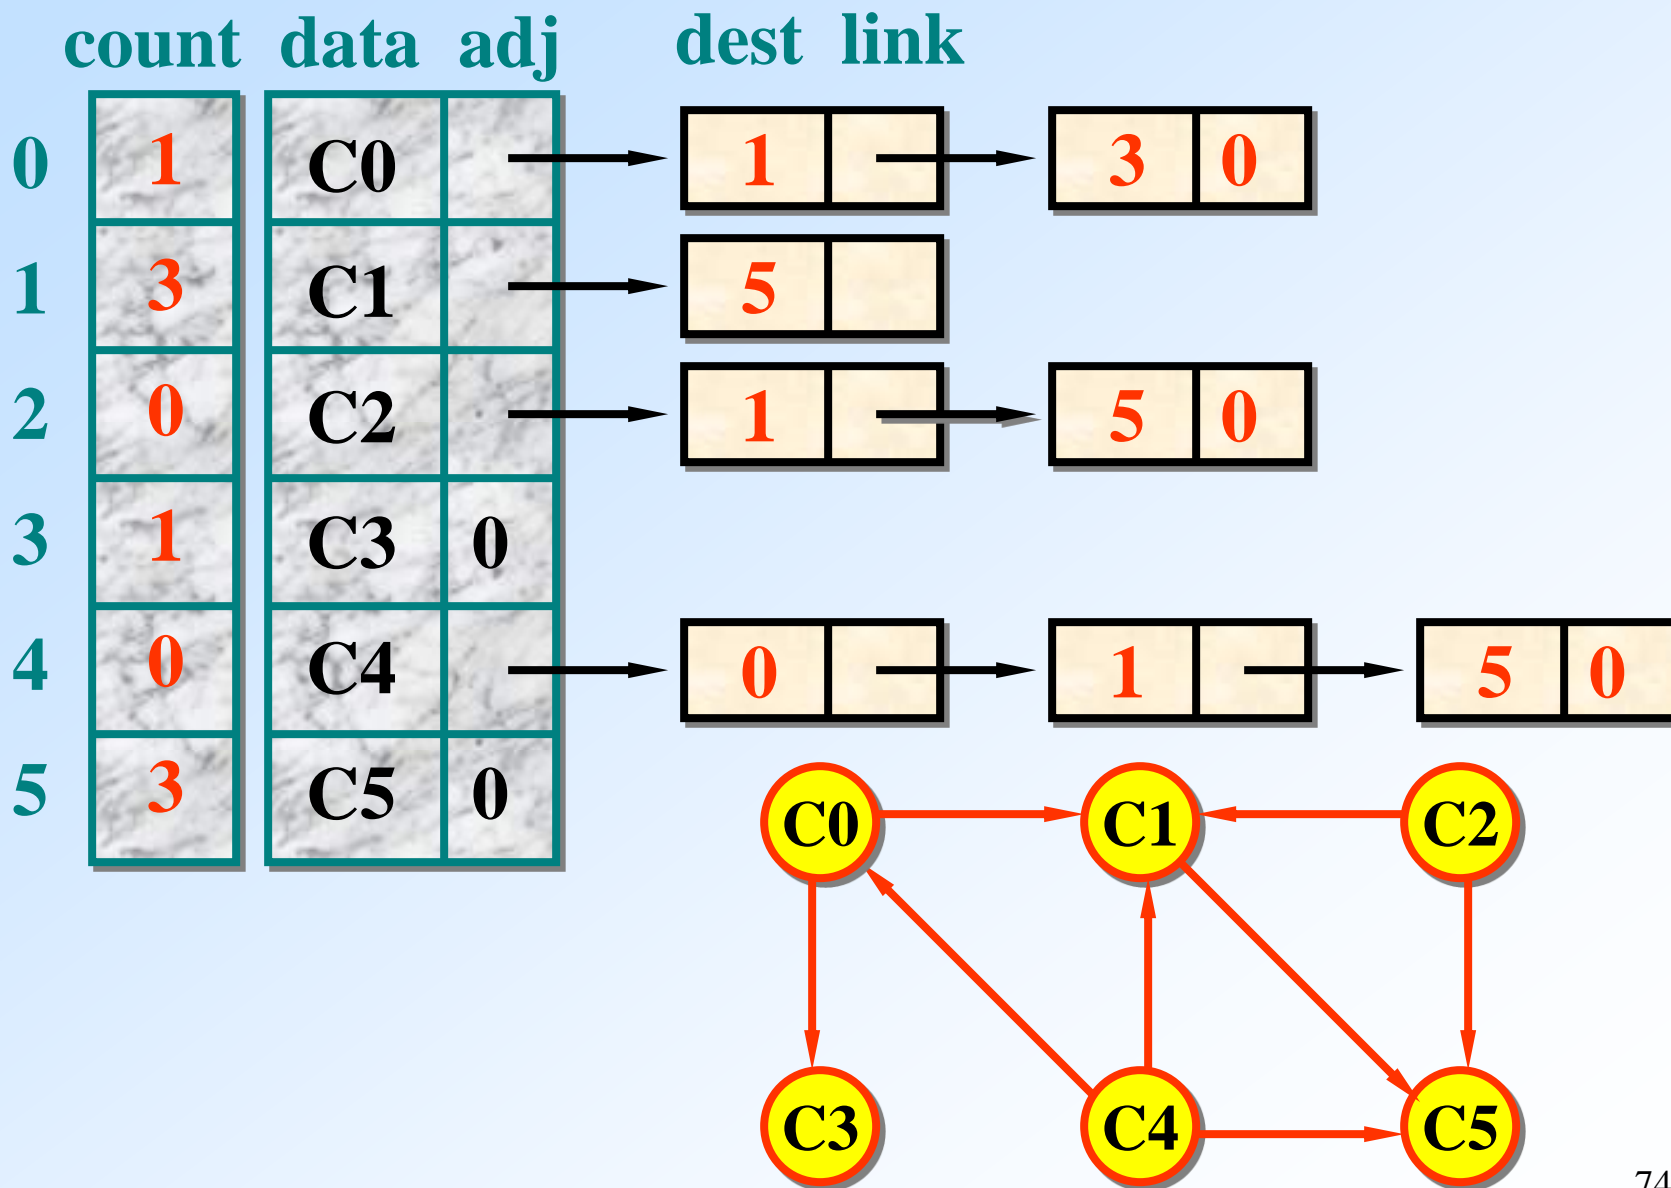 count data adj dest link
0 1 C0 1 3 0
1 3 C1 5
2 0 C2 1 5 0
3 1 C3 0
4 0 C4 0 1 5 0
5 3 C5 0
C0 C1 C2
C3 C4 C5
74